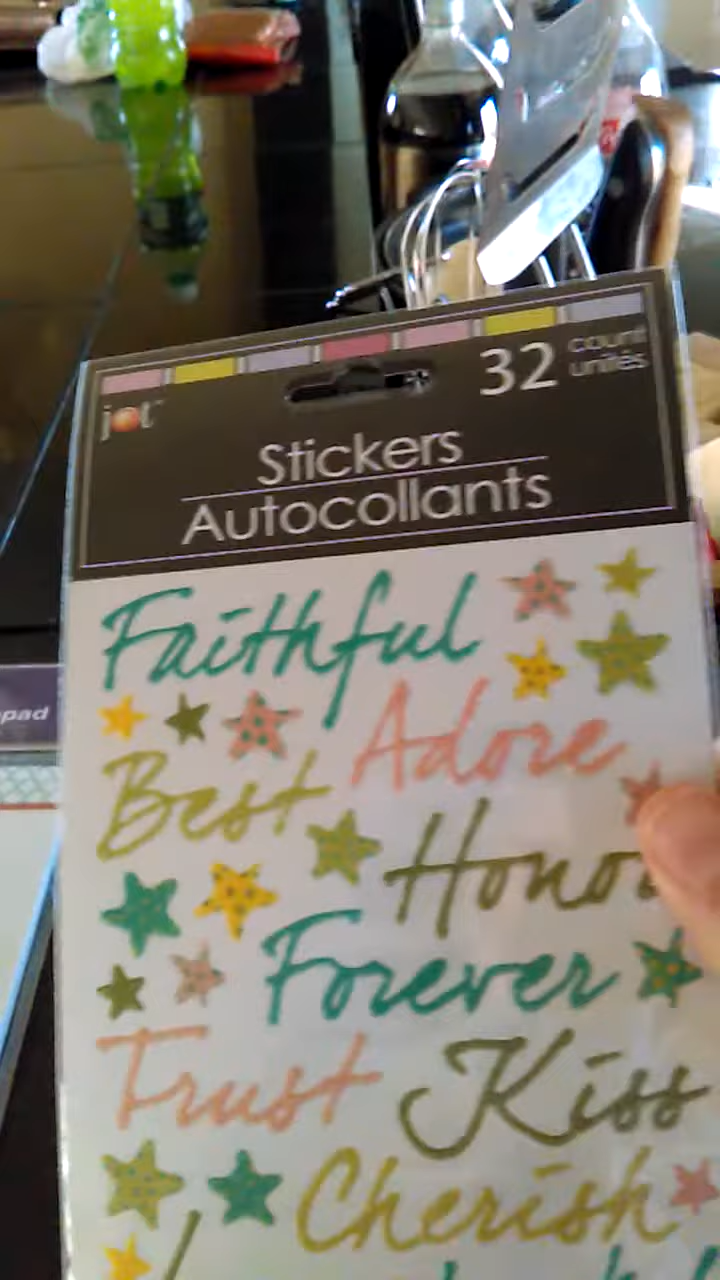 jot
32 count
unités
Stickers
Autocollants
Faithful
Adore
Best
Forever
Trust Kiss
Cherish